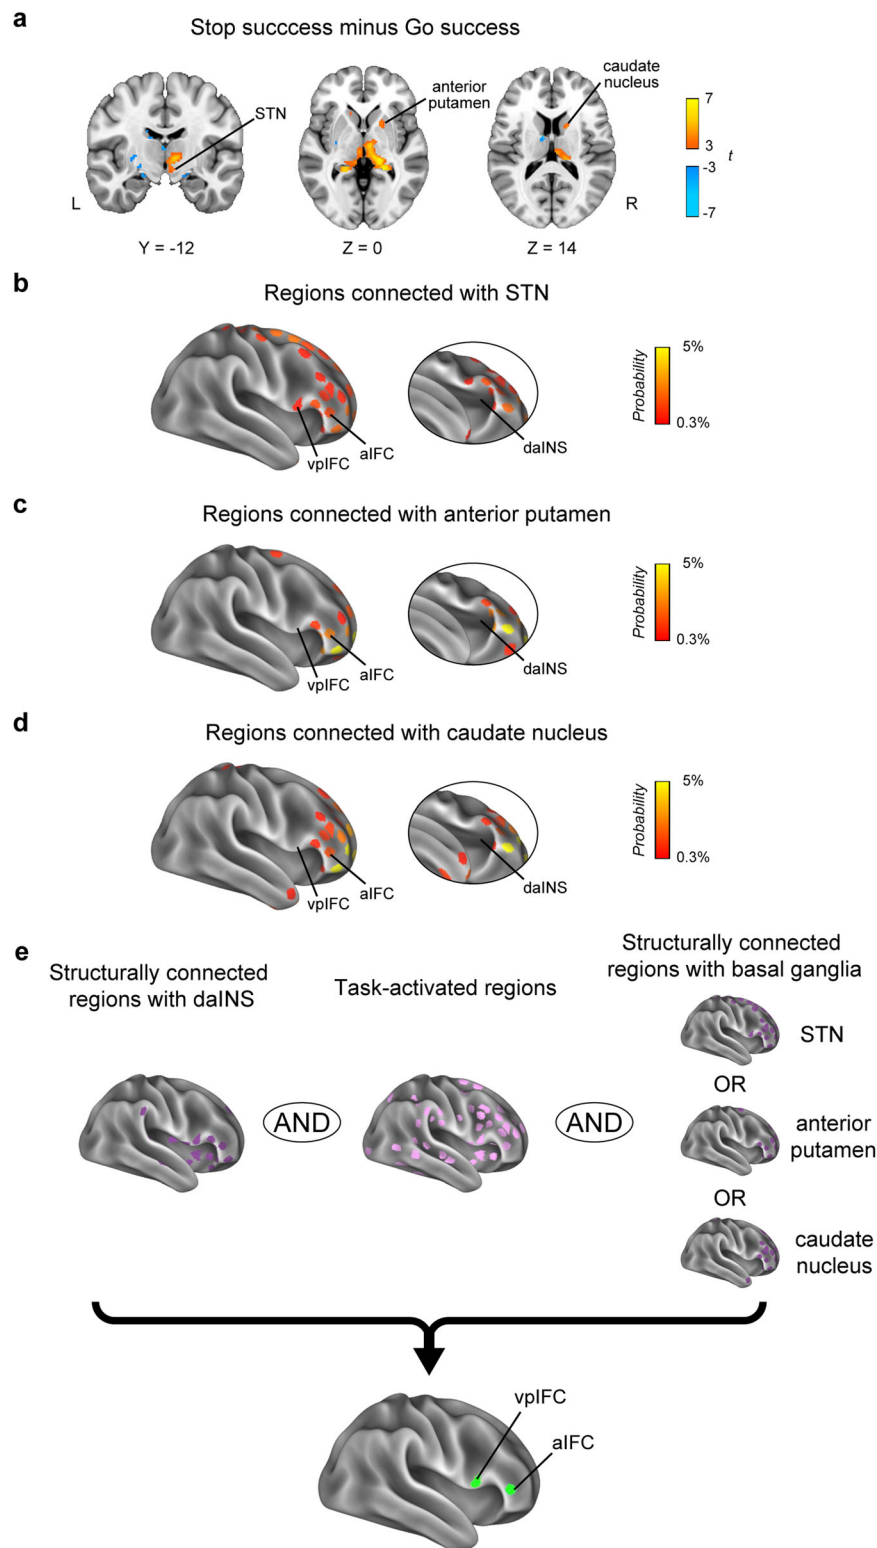 a
Stop succcess minus Go success
STN
anterior
putamen
caudate
nucleus
7
3
-3
-7
t
L
R
Y = -12
Z = 0
Z = 14
b
Regions connected with STN
vpIFC
aIFC
daINS
Probability
5%
0.3%
c
Regions connected with anterior putamen
vpIFC
aIFC
daINS
Probability
5%
0.3%
d
Regions connected with caudate nucleus
vpIFC
aIFC
daINS
Probability
5%
0.3%
e
Structurally connected
regions with daINS
Task-activated regions
Structurally connected
regions with basal ganglia
AND
AND
STN
OR
anterior
putamen
OR
caudate
nucleus
vpIFC
aIFC